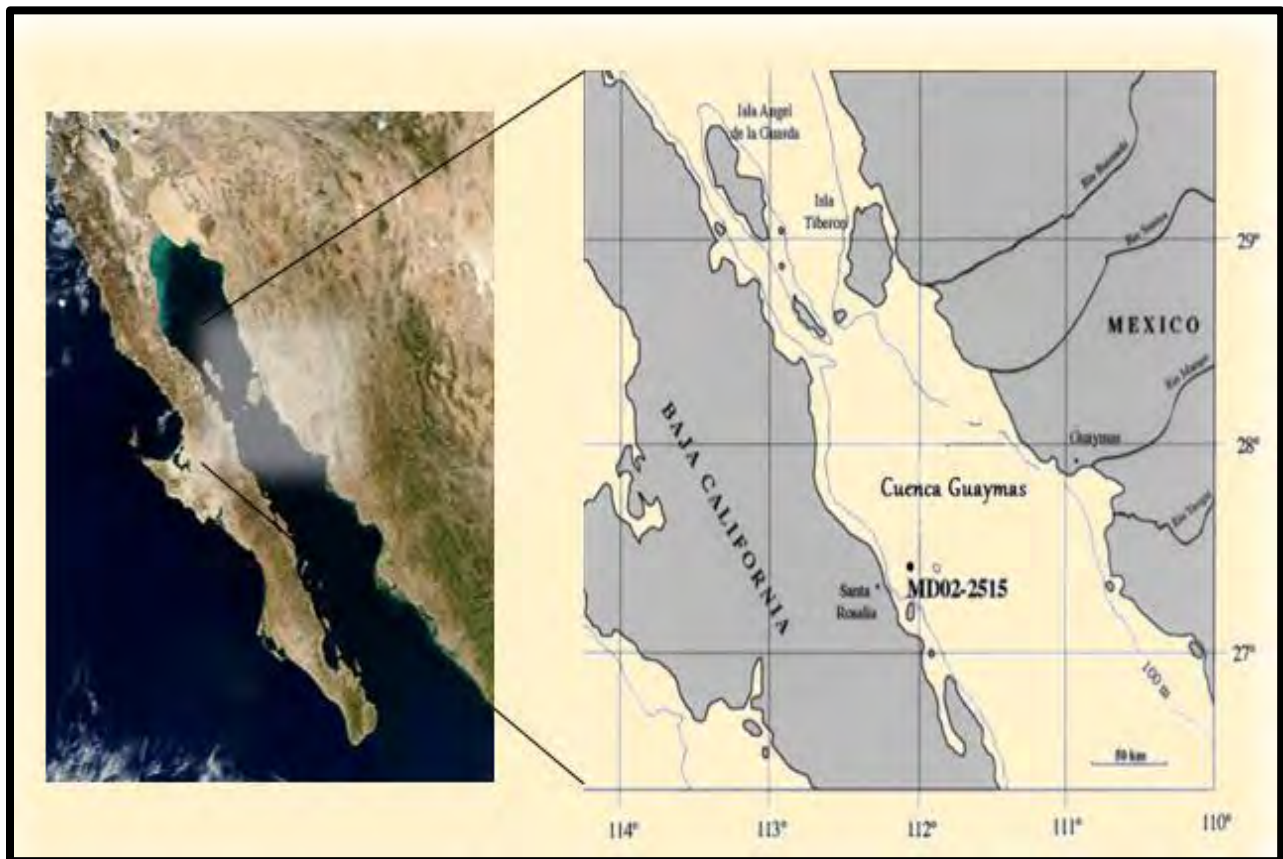 Isla Angel
de la Guarda
Isla
Tiberco
29°
MEXICO
28°
Guaymas
Cuenca Guaymas
BAJA CALIFORNIA
MD02-2515
Santa
Rosalia
27°
100 m
50 km
114°
113°
112°
111°
110°